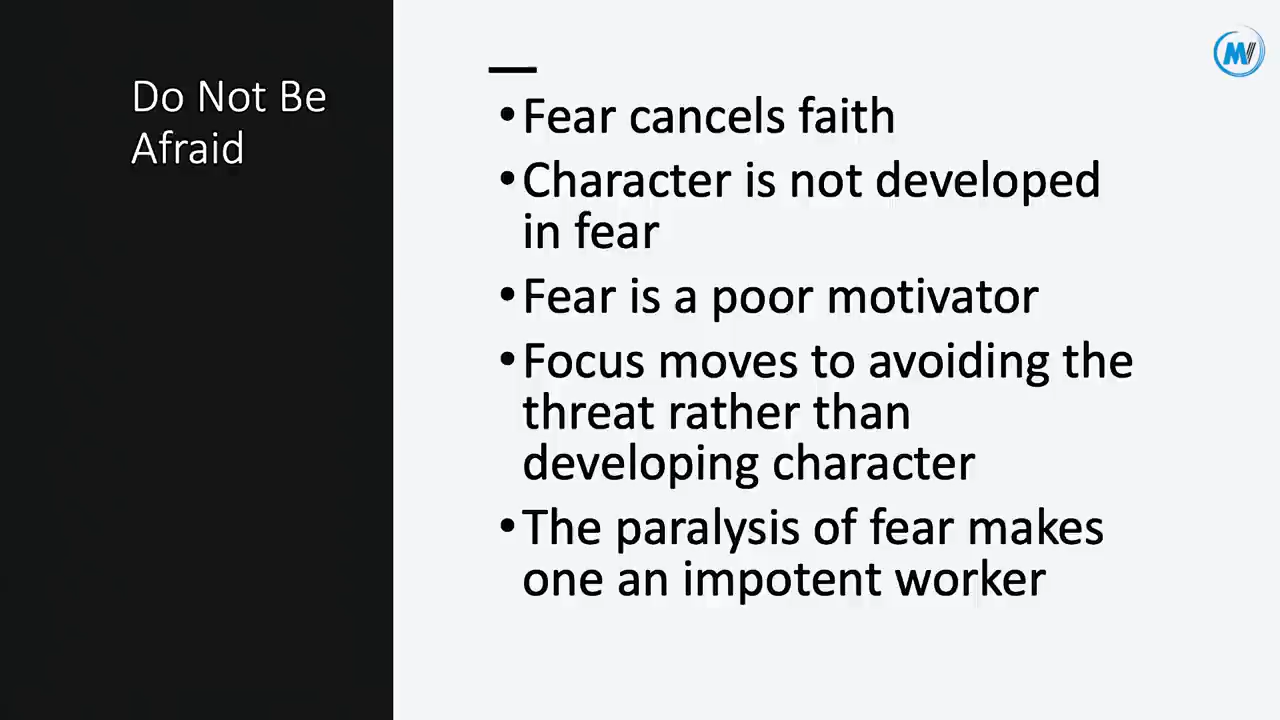 Do Not Be
Afraid
•Fear cancels faith
•Character is not developed
in fear
•Fear is a poor motivator
•Focus moves to avoiding the
threat rather than
developing character
•The paralysis of fear makes
one an impotent worker
MV